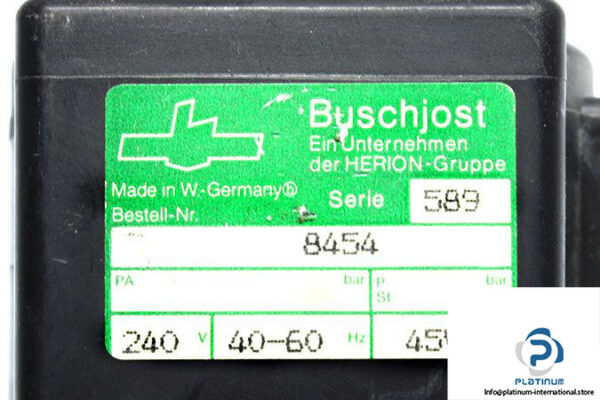 Buschjost
Ein Unternehmen
der HERION-Gruppe
Made in W.-Germany
Bestell-Nr.
Serie 589
8454
PA bar p bar
St
240 V 40-60 Hz
PLATINUM
info@platinum-international.store